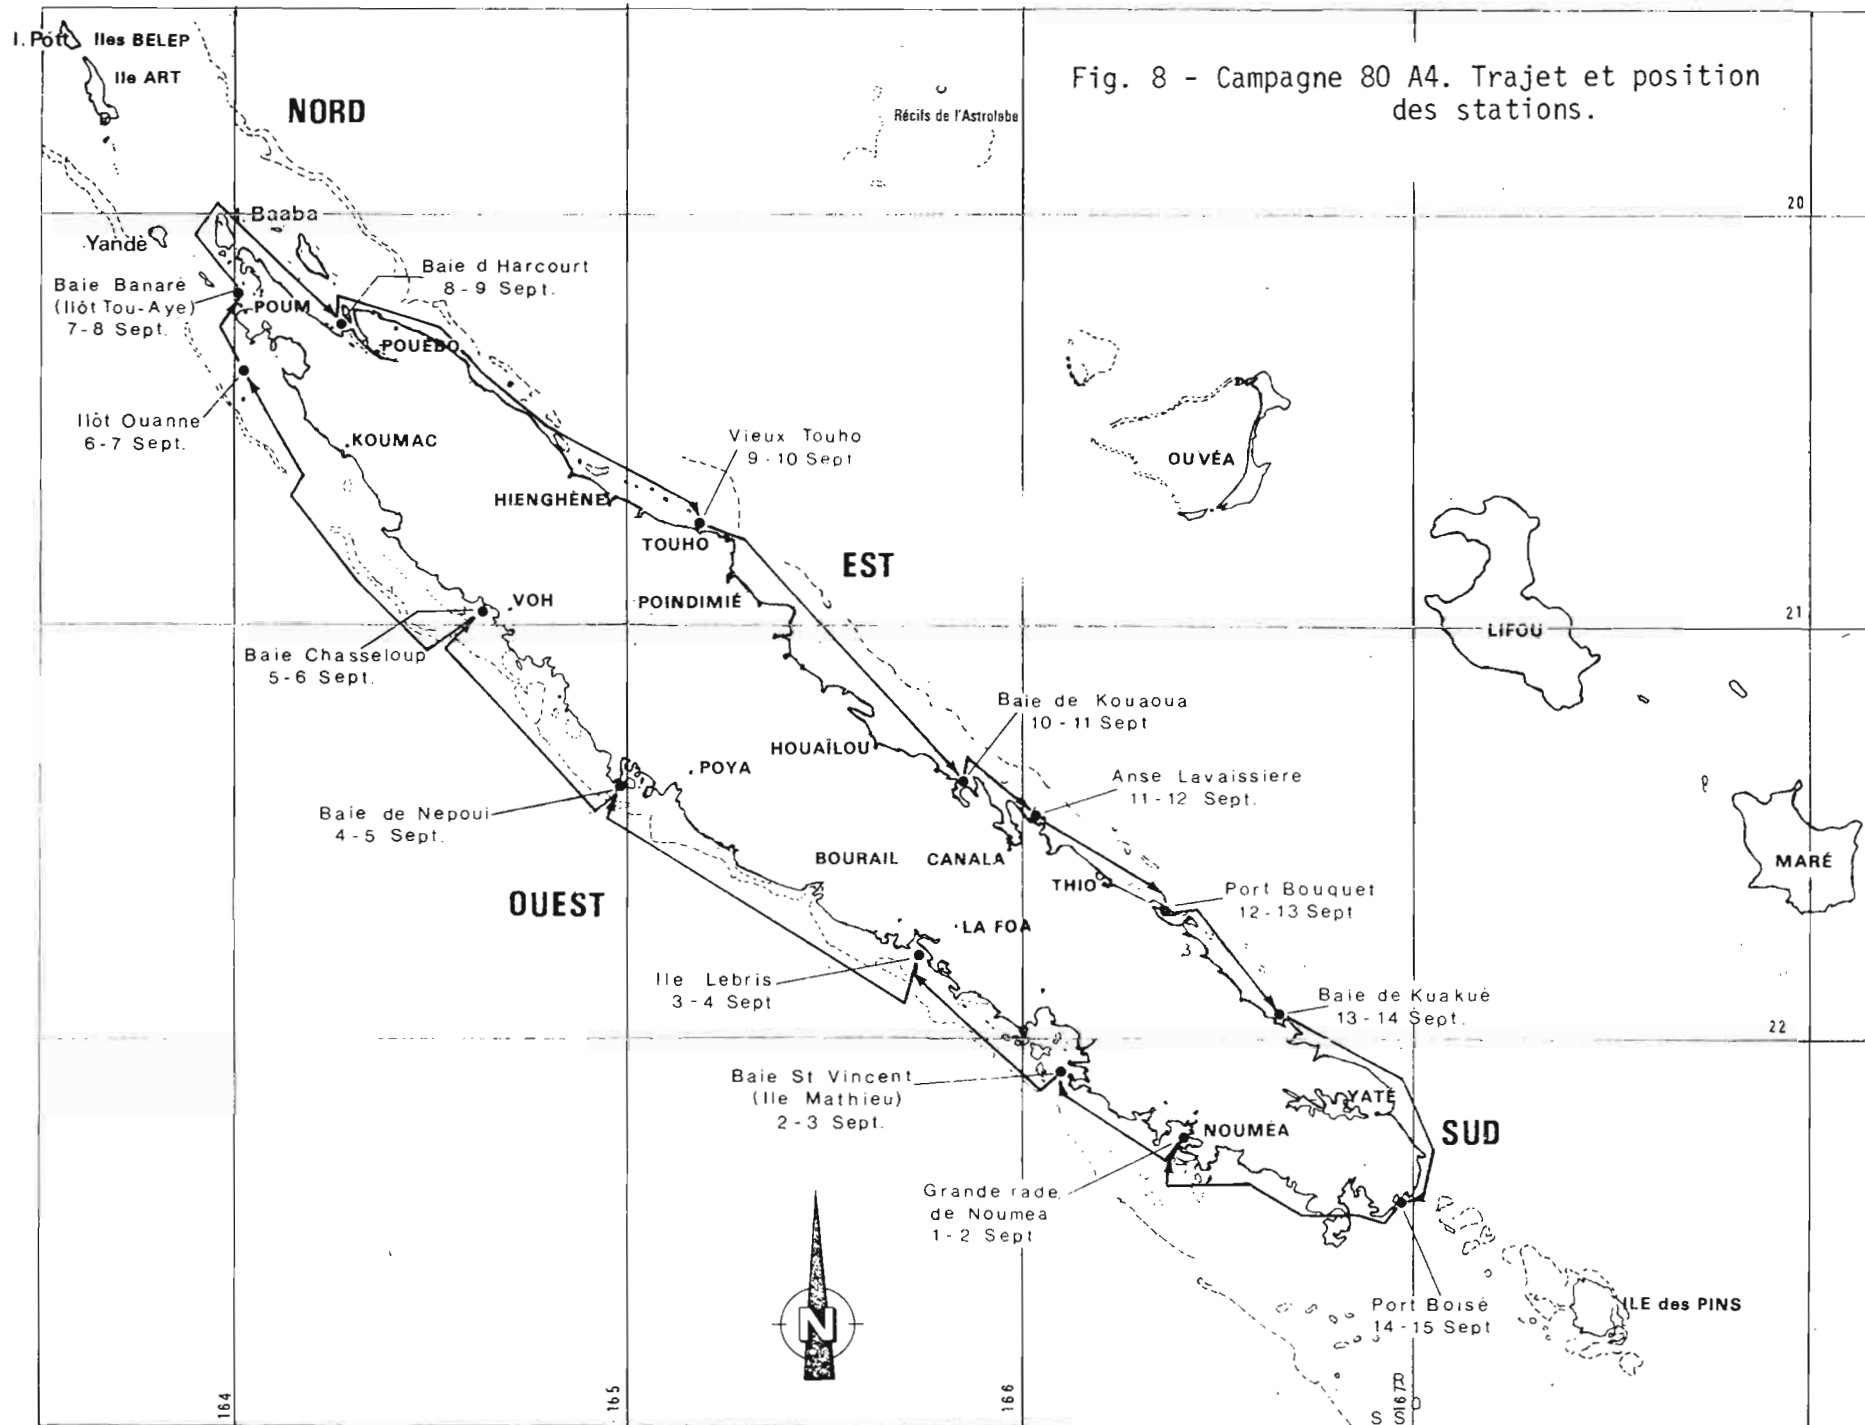 Fig. 8 - Campagne 80 A4. Trajet et position
des stations.
I. Pott
Iles BELEP
Ile ART
NORD
Récifs de l'Astrolabe
20
Baaba
Yandè
Baie d Harcourt
8-9 Sept.
Baie Banaré
(Ilôt Tou-Aye)
7-8 Sept.
POUM
POUÉBO
Ilôt Ouanne
6-7 Sept.
KOUMAC
Vieux Touho
9-10 Sept
OUVÉA
HIENGHÈNE
TOUHO
EST
VOH
POINDIMIÉ
21
LIFOU
Baie Chasseloup
5-6 Sept.
Baie de Kouaoua
10-11 Sept
HOUAÏLOU
POYA
Anse Lavaissiere
11-12 Sept.
Baie de Nepoui
4-5 Sept.
BOURAIL
CANALA
MARÉ
THIO
Port Bouquet
12-13 Sept
OUEST
LA FOA
Ile Lebris
3-4 Sept
Baie de Kuakué
13-14 Sept.
22
Baie St Vincent
(Ile Mathieu)
2-3 Sept.
YATÉ
NOUMÉA
SUD
Grande rade
de Noumea
1-2 Sept
Port Boisé
14-15 Sept
ILE des PINS
N
164
165
166